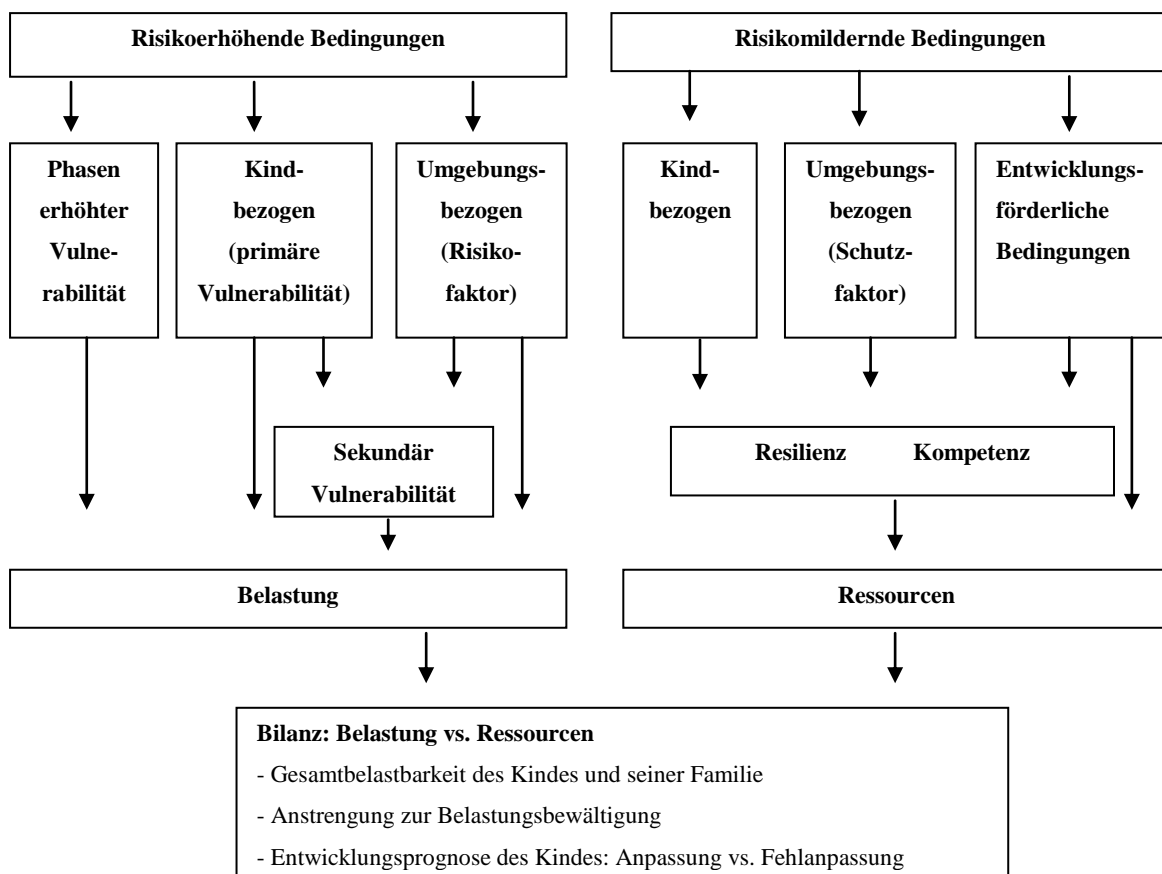 Risikoerhöhende Bedingungen
Risikomildernde Bedingungen
Phasen
erhöhter
Vulne-
rabilität
Kind-
bezogen
(primäre
Vulnerabilität)
Umgebungs-
bezogen
(Risiko-
faktor)
Kind-
bezogen
Umgebungs-
bezogen
(Schutz-
faktor)
Entwicklungs-
förderliche
Bedingungen
Sekundär
Vulnerabilität
Resilienz Kompetenz
Belastung
Ressourcen
Bilanz: Belastung vs. Ressourcen
- Gesamtbelastbarkeit des Kindes und seiner Familie
- Anstrengung zur Belastungsbewältigung
- Entwicklungsprognose des Kindes: Anpassung vs. Fehlanpassung